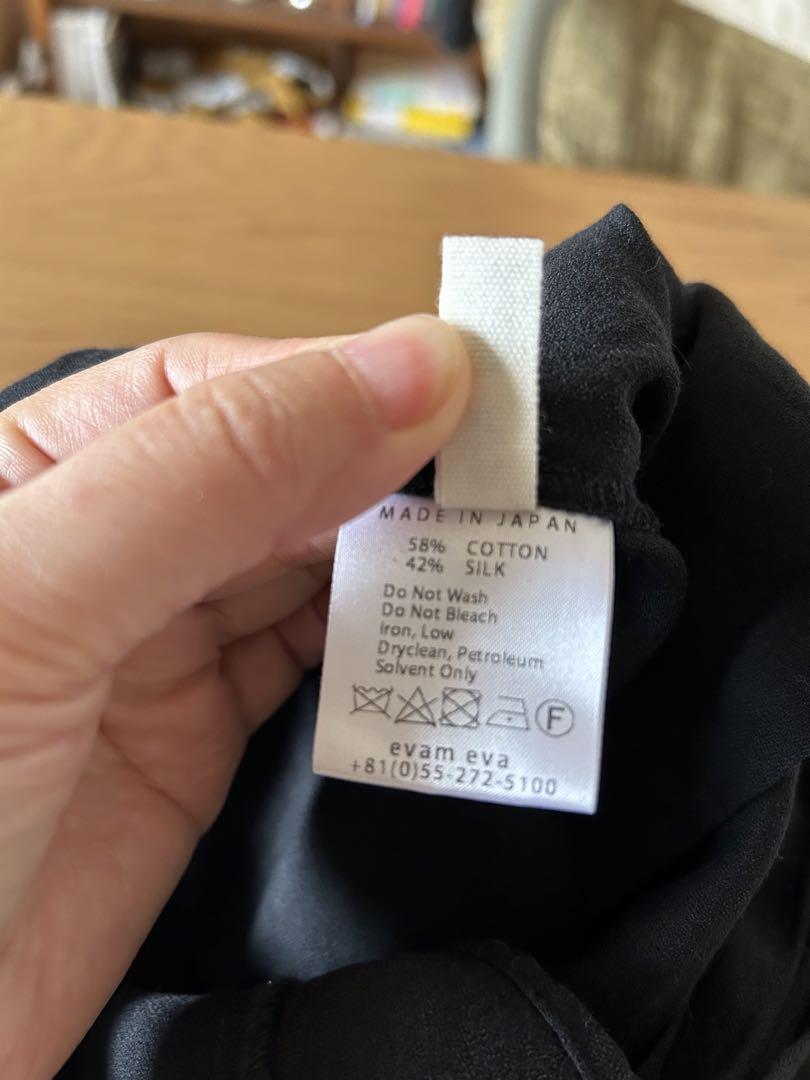 MADE IN JAPAN
58% COTTON
42% SILK
Do Not Wash
Do Not Bleach
Iron, Low
Dryclean, Petroleum
Solvent Only
F
evam eva
+81(0)55-272-5100